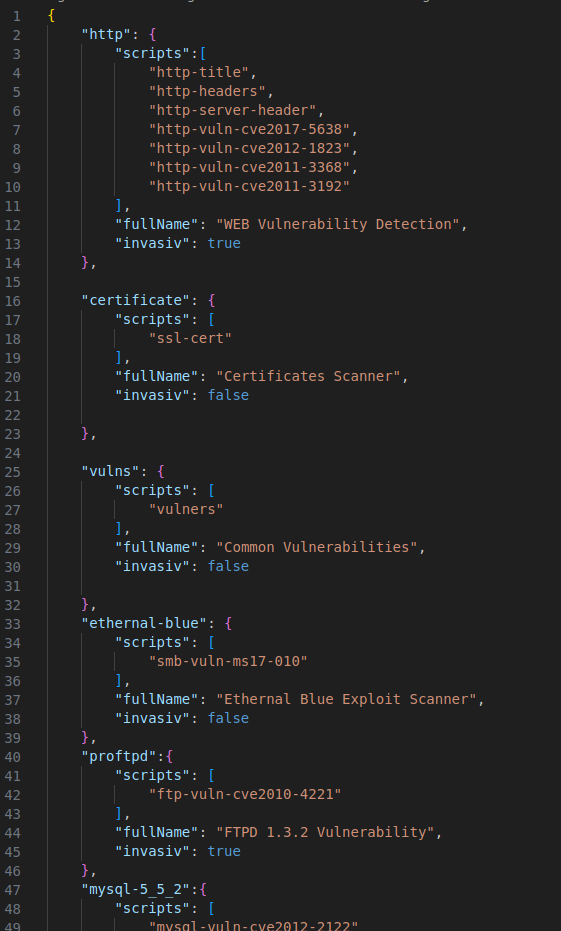 1 {
2 "http": {
3 "scripts":[
4 "http-title",
5 "http-headers",
6 "http-server-header",
7 "http-vuln-cve2017-5638",
8 "http-vuln-cve2012-1823",
9 "http-vuln-cve2011-3368",
10 "http-vuln-cve2011-3192"
11 ],
12 "fullName": "WEB Vulnerability Detection",
13 "invasiv": true
14 },
15
16 "certificate": {
17 "scripts": [
18 "ssl-cert"
19 ],
20 "fullName": "Certificates Scanner",
21 "invasiv": false
22
23 },
24
25 "vulns": {
26 "scripts": [
27 "vulners"
28 ],
29 "fullName": "Common Vulnerabilities",
30 "invasiv": false
31
32 },
33 "ethernal-blue": {
34 "scripts": [
35 "smb-vuln-ms17-010"
36 ],
37 "fullName": "Ethernal Blue Exploit Scanner",
38 "invasiv": false
39 },
40 "proftpd":{
41 "scripts": [
42 "ftp-vuln-cve2010-4221"
43 ],
44 "fullName": "FTPD 1.3.2 Vulnerability",
45 "invasiv": true
46 },
47 "mysql-5_5_2":{
48 "scripts": [
49 "mysql-vuln-cve2012-2122"